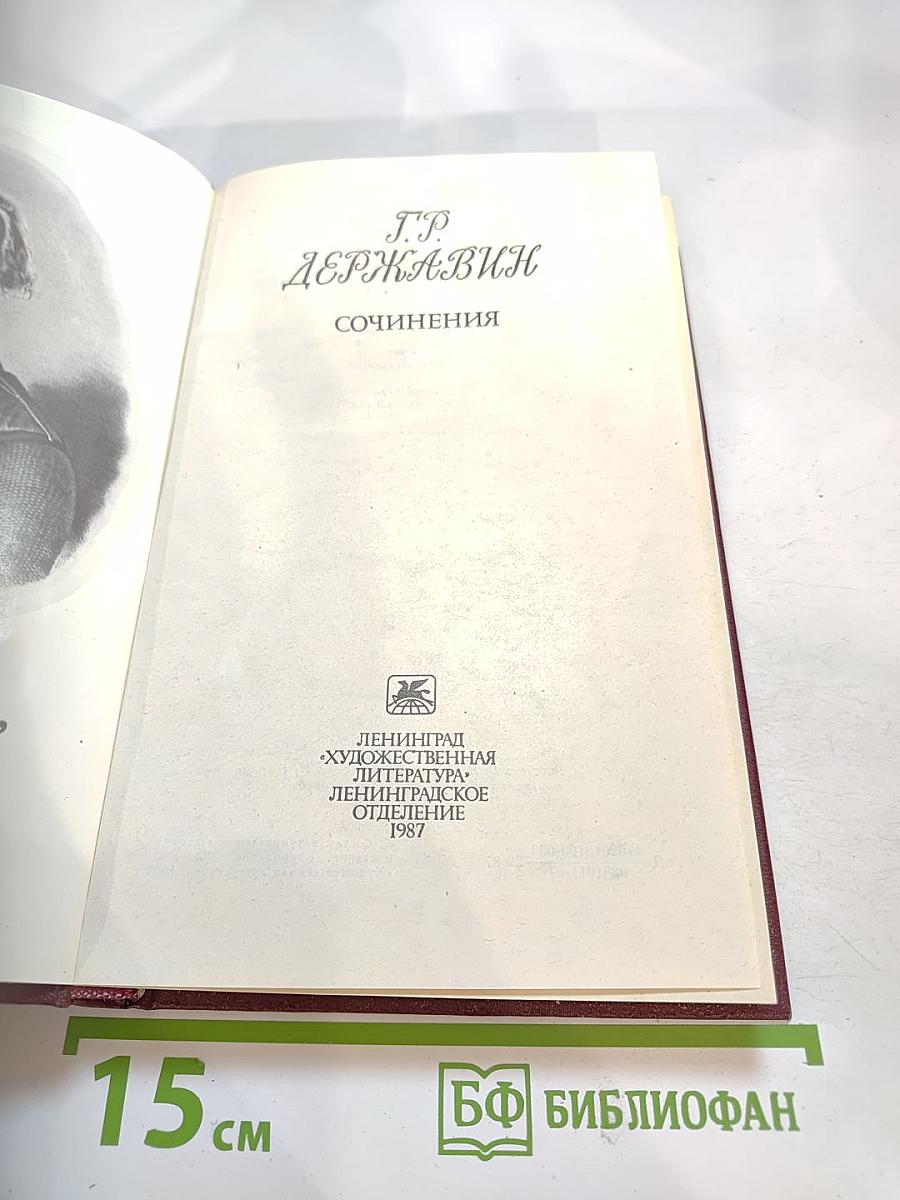 Г.Р.
ДЕРЖАВИН
СОЧИНЕНИЯ
ЛЕНИНГРАД
«ХУДОЖЕСТВЕННАЯ
ЛИТЕРАТУРА»
ЛЕНИНГРАДСКОЕ
ОТДЕЛЕНИЕ
1987
15 см
БФ БИБЛИОФАН